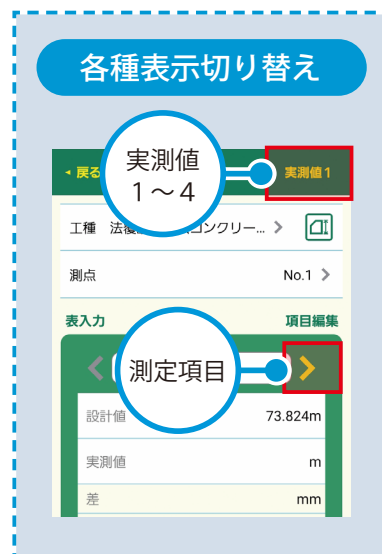 各種表示切り替え
実測値
1～4
戻る
実測値1
工種 法覆 コンクリー...
測点 No.1
表入力 項目編集
測定項目
設計値 73.824m
実測値 m
差 mm